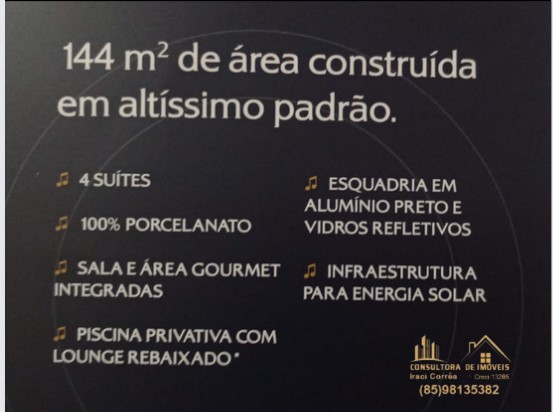 144 m² de área construída
em altíssimo padrão.
♫ 4 SUÍTES
♫ 100% PORCELANATO
♫ SALA E ÁREA GOURMET
INTEGRADAS
♫ PISCINA PRIVATIVA COM
LOUNGE REBAIXADO*
♫ ESQUADRIA EM
ALUMÍNIO PRETO E
VIDROS REFLETIVOS
♫ INFRAESTRUTURA
PARA ENERGIA SOLAR
CONSULTORA DE IMÓVEIS
Iraci Corrêa Creci 13285
(85)98135382